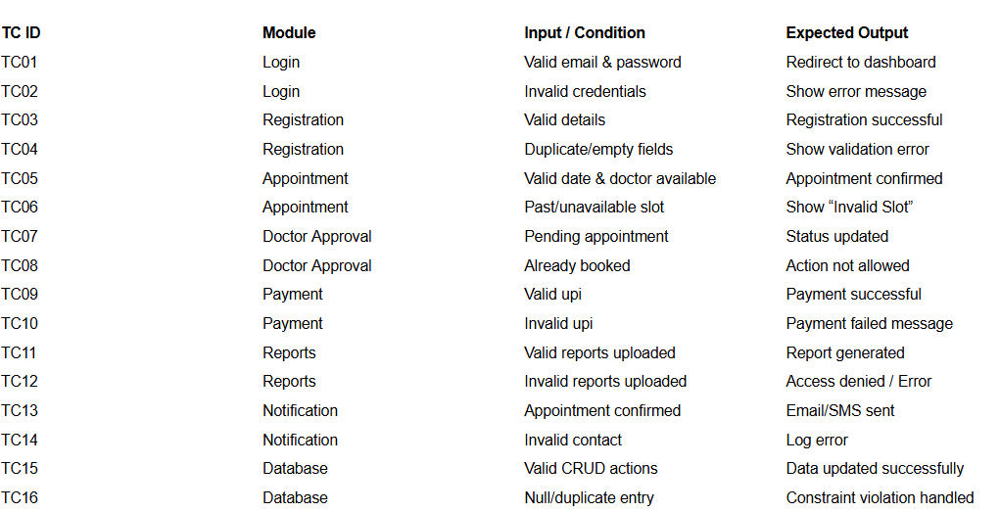 TC ID Module Input / Condition Expected Output
TC01 Login Valid email & password Redirect to dashboard
TC02 Login Invalid credentials Show error message
TC03 Registration Valid details Registration successful
TC04 Registration Duplicate/empty fields Show validation error
TC05 Appointment Valid date & doctor available Appointment confirmed
TC06 Appointment Past/unavailable slot Show “Invalid Slot”
TC07 Doctor Approval Pending appointment Status updated
TC08 Doctor Approval Already booked Action not allowed
TC09 Payment Valid upi Payment successful
TC10 Payment Invalid upi Payment failed message
TC11 Reports Valid reports uploaded Report generated
TC12 Reports Invalid reports uploaded Access denied / Error
TC13 Notification Appointment confirmed Email/SMS sent
TC14 Notification Invalid contact Log error
TC15 Database Valid CRUD actions Data updated successfully
TC16 Database Null/duplicate entry Constraint violation handled